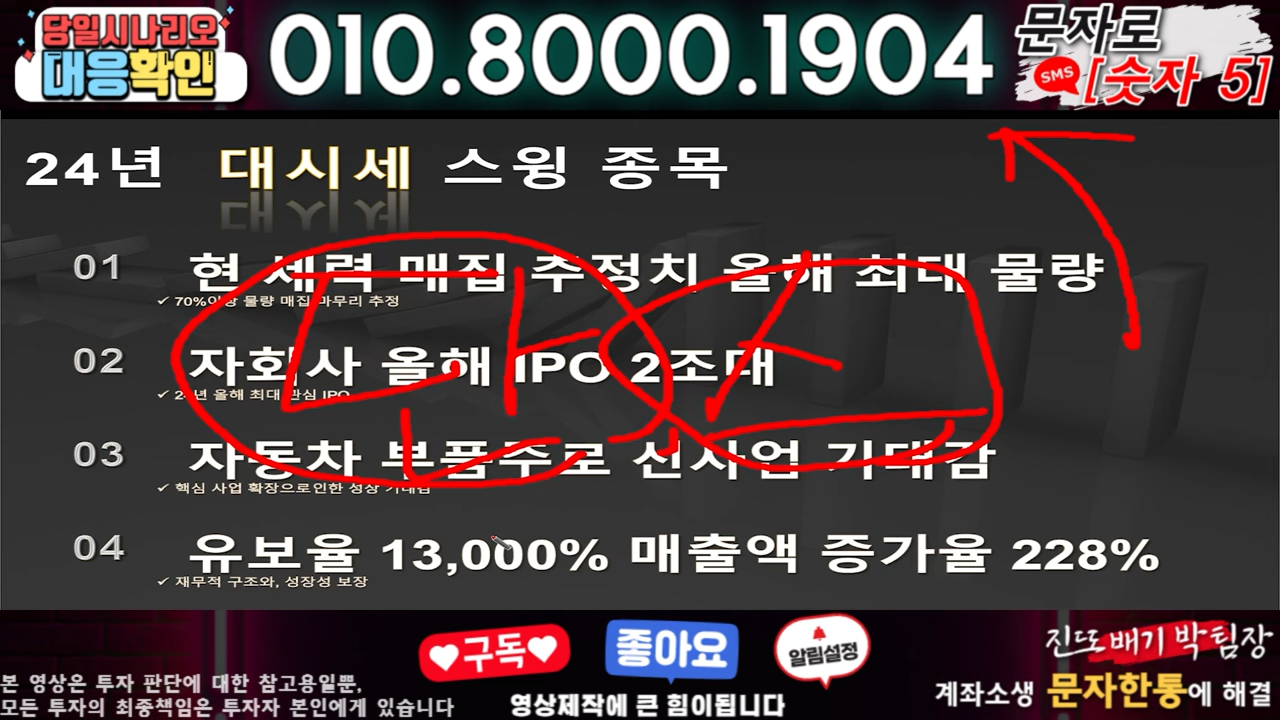 당일시나리오
대응확인
010.8000.1904
문자로
SMS [숫자 5]
24년 대시세 스윙 종목
01 현 세력 매집 추정치 올해 최대 물량
✓ 70%이상 물량 매집 마무리 추정
02 자회사 올해 IPO 2조대
✓ 24년 올해 최대 관심 IPO
03 자동차 부품주로 신사업 기대감
✓ 핵심 사업 확장으로인한 성장 기대감
04 유보율 13,000% 매출액 증가율 228%
✓ 재무적 구조와, 성장성 보장
단
타
스
구독
좋아요
알림설정
영상제작에 큰 힘이됩니다
본 영상은 투자 판단에 대한 참고용일뿐,
모든 투자의 최종책임은 투자자 본인에게 있습니다
진또배기 박팀장
계좌소생 문자한통에 해결